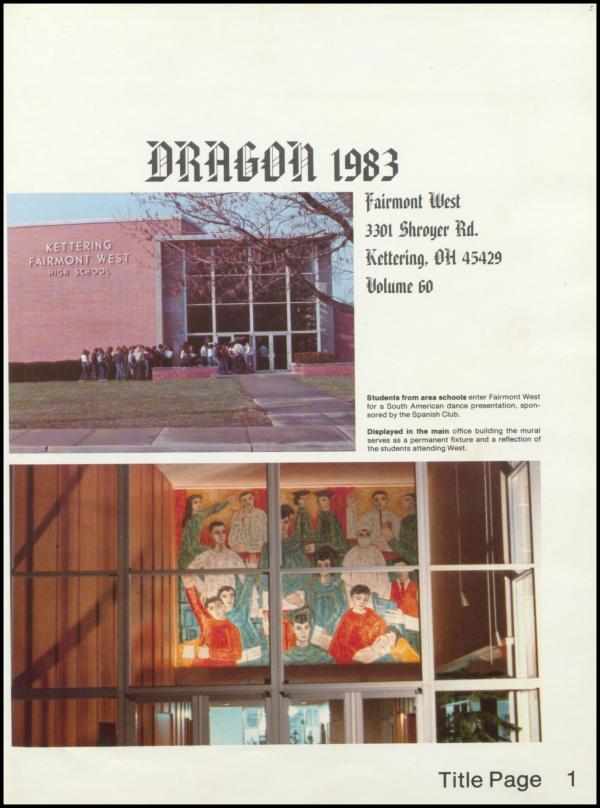 DRAGON 1983
KETTERING
FAIRMONT WEST
HIGH SCHOOL
Fairmont West
3301 Shroyer Rd.
Kettering, OH 45429
Volume 60
Students from area schools enter Fairmont West
for a South American dance presentation, spon-
sored by the Spanish Club.
Displayed in the main office building the mural
serves as a permanent fixture and a reflection of
the students attending West.
Title Page 1